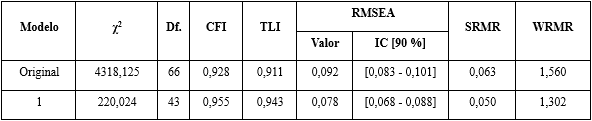 Modelo χ² Df. CFI TLI RMSEA SRMR WRMR
Valor IC [90 %]
Original 4318,125 66 0,928 0,911 0,092 [0,083 - 0,101] 0,063 1,560
1 220,024 43 0,955 0,943 0,078 [0,068 - 0,088] 0,050 1,302